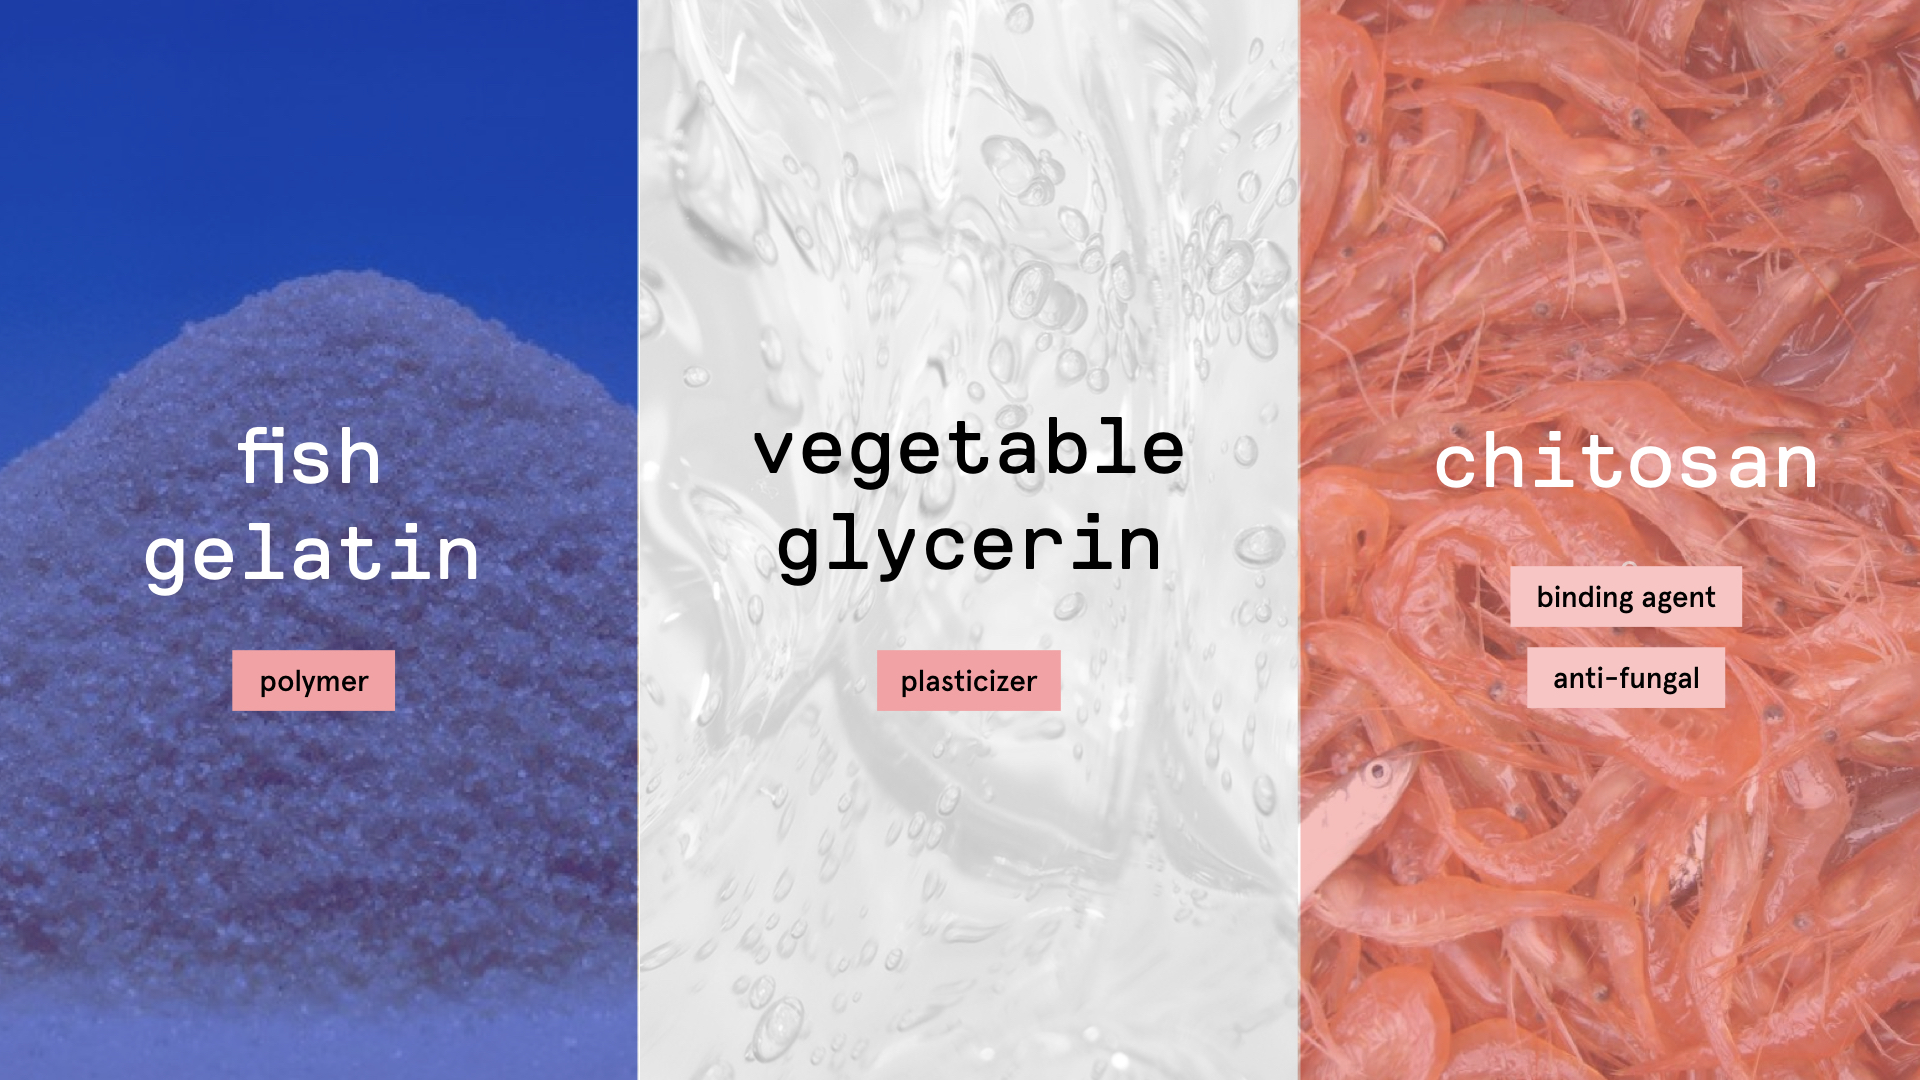 fish
gelatin
polymer
vegetable
glycerin
plasticizer
chitosan
binding agent
anti-fungal